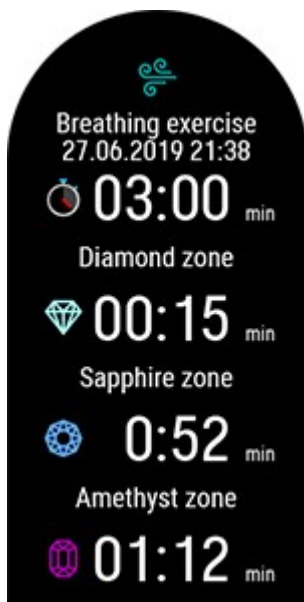 Breathing exercise
27.06.2019 21:38
03:00 min
Diamond zone
00:15 min
Sapphire zone
0:52 min
Amethyst zone
01:12 min